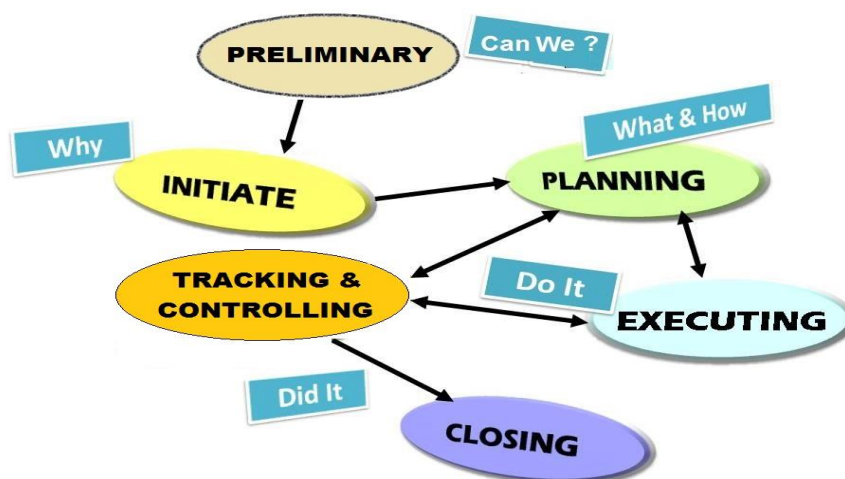 PRELIMINARY
Can We ?
What & How
Why
INITIATE
PLANNING
TRACKING &
CONTROLLING
Do It
EXECUTING
Did It
CLOSING